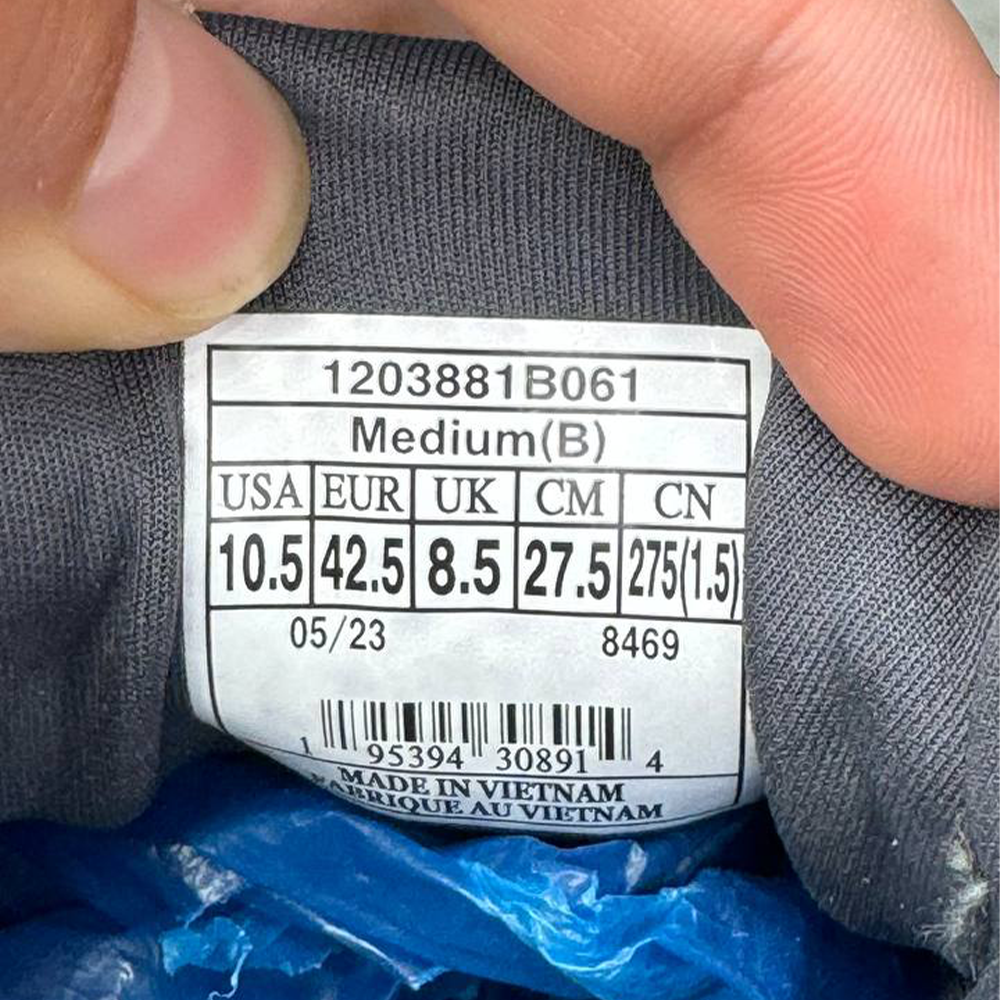 1203881B061
Medium(B)
USA EUR UK CM CN
10.5 42.5 8.5 27.5 275(1.5)
05/23 8469
1 95394 30891 4
MADE IN VIETNAM
FABRIQUE AU VIETNAM